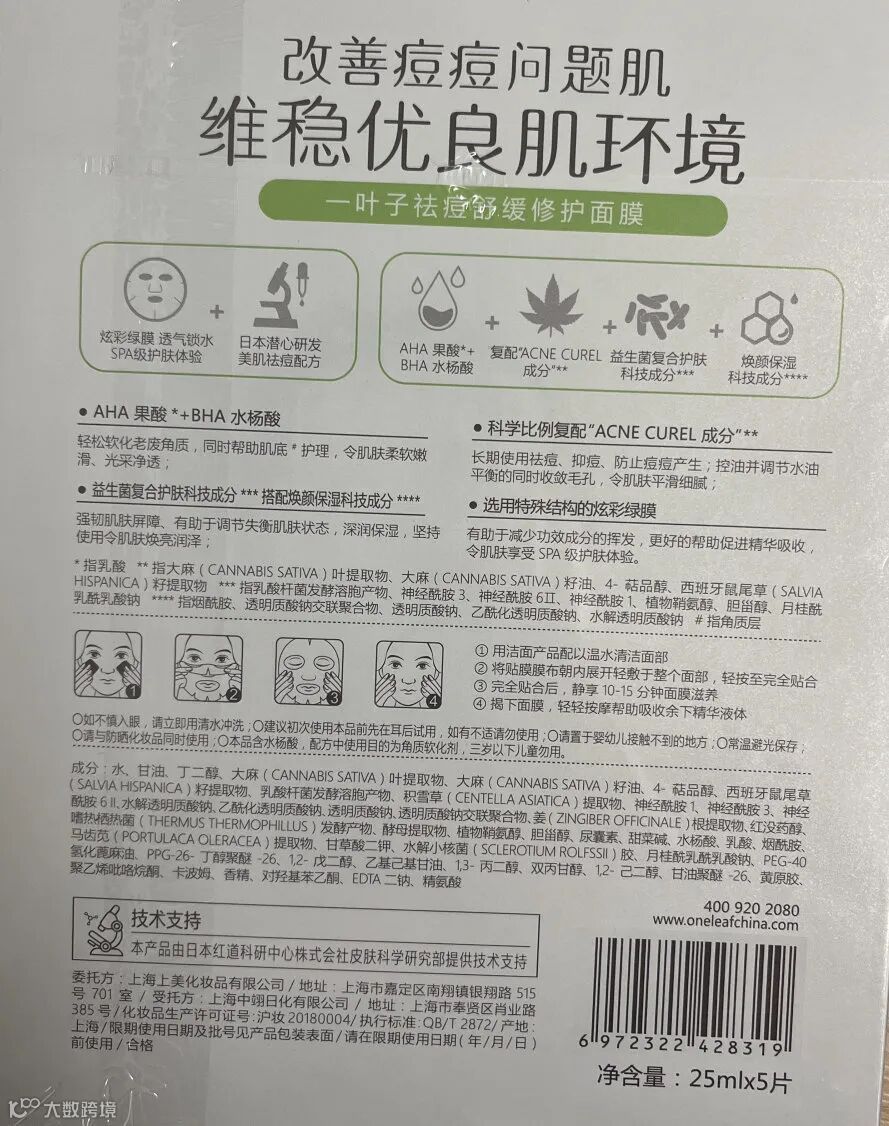 改善痘痘问题肌
维稳优良肌环境
一叶子祛痘舒缓修护面膜
炫彩绿膜 透气锁水
SPA级护肤体验
+
日本潜心研发
美肌祛痘配方
AHA 果酸*+
BHA 水杨酸
+
复配“ACNE CUREL
成分”**
+
益生菌复合护肤
科技成分***
+
焕颜保湿
科技成分****
● AHA 果酸 *+BHA 水杨酸
轻松软化老废角质，同时帮助肌底 # 护理，令肌肤柔软嫩
滑、光采净透；
● 益生菌复合护肤科技成分 *** 搭配焕颜保湿科技成分 ****
强韧肌肤屏障、有助于调节失衡肌肤状态，深润保湿，坚持
使用令肌肤焕亮润泽；
● 科学比例复配“ACNE CUREL 成分”**
长期使用祛痘、抑痘、防止痘痘产生；控油并调节水油
平衡的同时收敛毛孔，令肌肤平滑细腻；
● 选用特殊结构的炫彩绿膜
有助于减少功效成分的挥发，更好的帮助促进精华吸收，
令肌肤享受 SPA 级护肤体验。
* 指乳酸 ** 指大麻（CANNABIS SATIVA）叶提取物、大麻（CANNABIS SATIVA）籽油、4- 萜品醇、西班牙鼠尾草（SALVIA
HISPANICA）籽提取物 *** 指乳酸杆菌发酵溶胞产物、神经酰胺 3、神经酰胺 6II、神经酰胺 1、植物鞘氨醇、胆甾醇、月桂酰
乳酰乳酸钠 **** 指烟酰胺、透明质酸钠交联聚合物、透明质酸钠、乙酰化透明质酸钠、水解透明质酸钠 # 指角质层
1
2
3
4
① 用洁面产品配以温水清洁面部
② 将贴膜膜布朝内展开轻敷于整个面部，轻按至完全贴合
③ 完全贴合后，静享 10-15 分钟面膜滋养
④ 揭下面膜，轻轻按摩帮助吸收余下精华液体
〇如不慎入眼，请立即用清水冲洗；〇建议初次使用本品前先在耳后试用，如有不适请勿使用；〇请置于婴幼儿接触不到的地方；〇常温避光保存；
〇请与防晒化妆品同时使用；〇本品含水杨酸，配方中使用目的为角质软化剂，三岁以下儿童勿用。
成分：水、甘油、丁二醇、大麻（CANNABIS SATIVA）叶提取物、大麻（CANNABIS SATIVA）籽油、4- 萜品醇、西班牙鼠尾草
（SALVIA HISPANICA）籽提取物、乳酸杆菌发酵溶胞产物、积雪草（CENTELLA ASIATICA）提取物、神经酰胺 1、神经酰胺 3、神经
酰胺 6 II、水解透明质酸钠、乙酰化透明质酸钠、透明质酸钠、透明质酸钠交联聚合物、姜（ZINGIBER OFFICINALE）根提取物、红没药醇、
嗜热栖热菌（THERMUS THERMOPHILLUS）发酵产物、酵母提取物、植物鞘氨醇、胆甾醇、尿囊素、甜菜碱、水杨酸、乳酸、烟酰胺、
马齿苋（PORTULACA OLERACEA）提取物、甘草酸二钾、水解小核菌（SCLEROTIUM ROLFSSII）胶、月桂酰乳酰乳酸钠、PEG-40
氢化蓖麻油、PPG-26- 丁醇聚醚 -26、1,2- 戊二醇、乙基己基甘油、1,3- 丙二醇、双丙甘醇、1,2- 己二醇、甘油聚醚 -26、黄原胶、
聚乙烯吡咯烷酮、卡波姆、香精、对羟基苯乙酮、EDTA 二钠、精氨酸
400 920 2080
www.oneleafchina.com
技术支持
本产品由日本红道科研中心株式会社皮肤科学研究部提供技术支持
委托方：上海上美化妆品有限公司 / 地址：上海市嘉定区南翔镇银翔路 515
号 701 室 / 受托方：上海中翊日化有限公司 / 地址：上海市奉贤区肖业路
385 号 / 化妆品生产许可证号：沪妆 20180004/ 执行标准：QB/T 2872/ 产地：
上海 / 限期使用日期及批号见产品包装表面 / 请在限期使用日期（ 年 / 月 / 日 ）
前使用 / 合格
6 972322 428319
净含量：25mlx5片
大数跨境